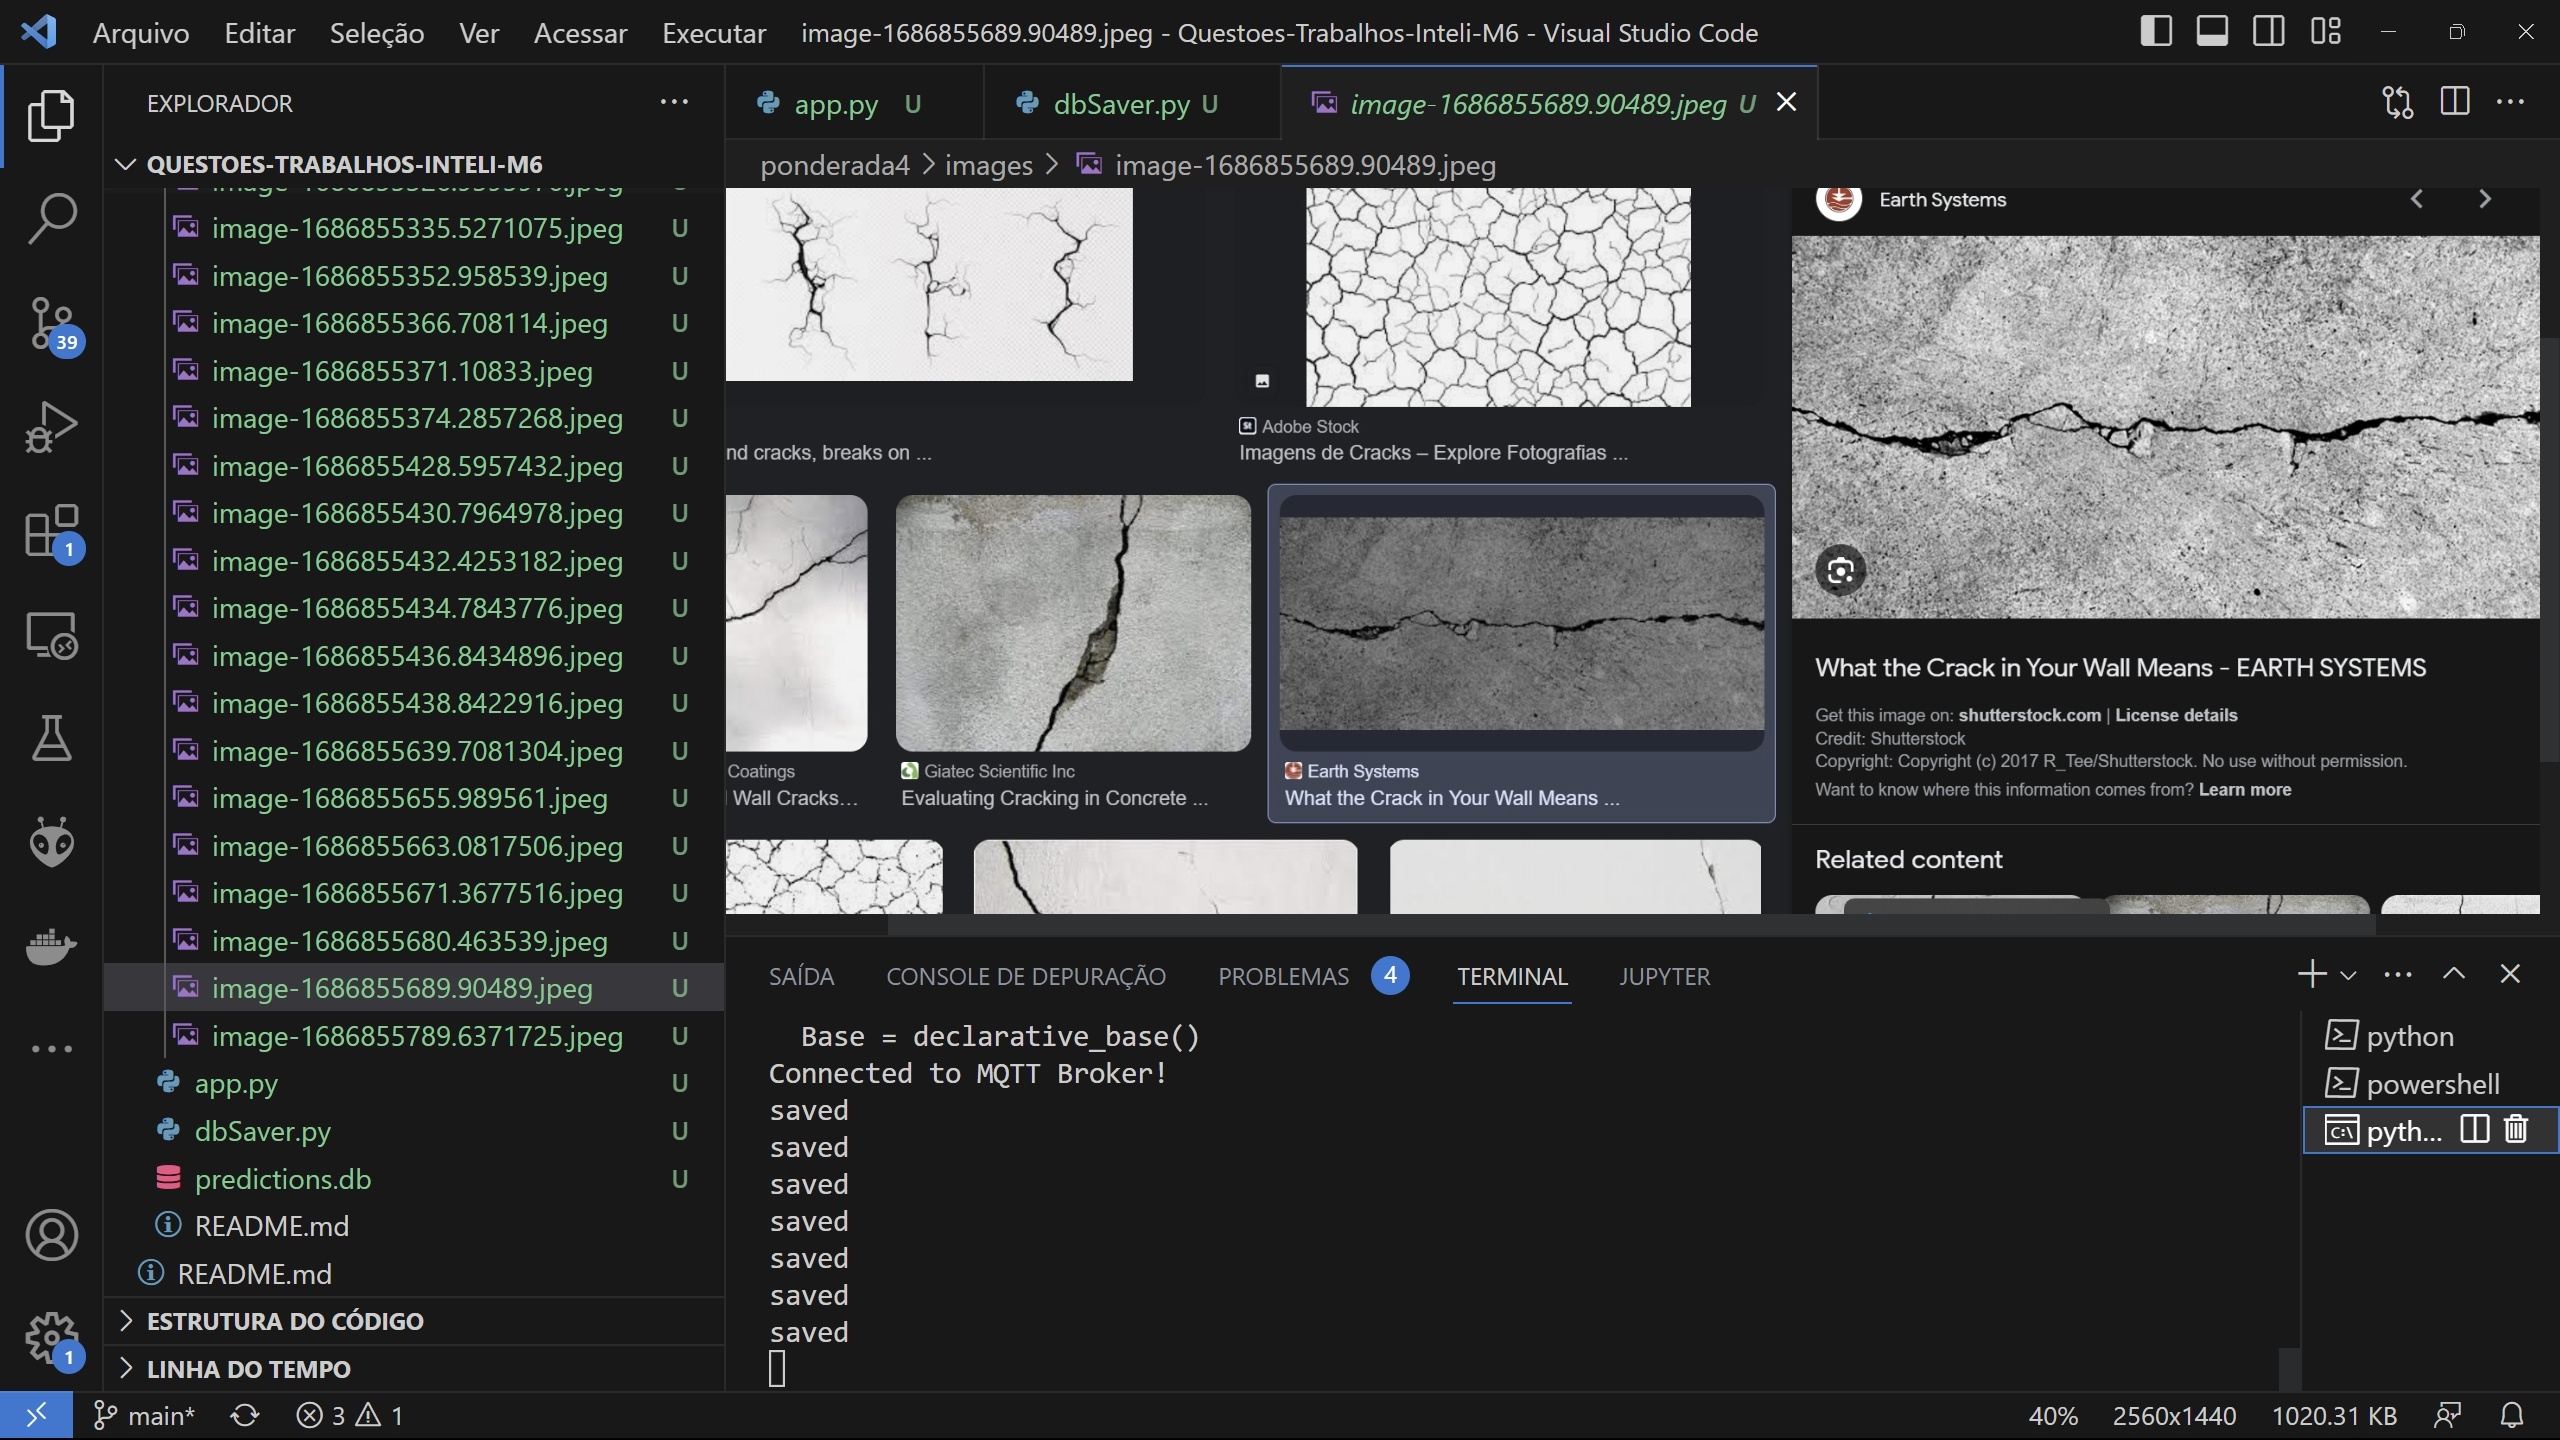 Arquivo Editar Seleção Ver Acessar Executar image-1686855689.90489.jpeg - Questoes-Trabalhos-Inteli-M6 - Visual Studio Code
EXPLORADOR
QUESTOES-TRABALHOS-INTELI-M6
image-1686855335.5271075.jpeg U
image-1686855352.958539.jpeg U
image-1686855366.708114.jpeg U
39
image-1686855371.10833.jpeg U
image-1686855374.2857268.jpeg U
image-1686855428.5957432.jpeg U
image-1686855430.7964978.jpeg U
1
image-1686855432.4253182.jpeg U
image-1686855434.7843776.jpeg U
image-1686855436.8434896.jpeg U
image-1686855438.8422916.jpeg U
image-1686855639.7081304.jpeg U
image-1686855655.989561.jpeg U
image-1686855663.0817506.jpeg U
image-1686855671.3677516.jpeg U
image-1686855680.463539.jpeg U
image-1686855689.90489.jpeg U
image-1686855789.6371725.jpeg U
app.py U
dbSaver.py U
predictions.db U
README.md
README.md
ESTRUTURA DO CÓDIGO
1
LINHA DO TEMPO
app.py U dbSaver.py U image-1686855689.90489.jpeg U
ponderada4 > images > image-1686855689.90489.jpeg
nd cracks, breaks on ...
St Adobe Stock
Imagens de Cracks – Explore Fotografias ...
Coatings
Wall Cracks...
Giatec Scientific Inc
Evaluating Cracking in Concrete ...
Earth Systems
What the Crack in Your Wall Means ...
Earth Systems
What the Crack in Your Wall Means - EARTH SYSTEMS
Get this image on: shutterstock.com | License details
Credit: Shutterstock
Copyright: Copyright (c) 2017 R_Tee/Shutterstock. No use without permission.
Want to know where this information comes from? Learn more
Related content
SAÍDA CONSOLE DE DEPURAÇÃO PROBLEMAS 4 TERMINAL JUPYTER
Base = declarative_base()
Connected to MQTT Broker!
saved
saved
saved
saved
saved
saved
saved
python
powershell
C:\ pyth...
main* 3 1 40% 2560x1440 1020.31 KB